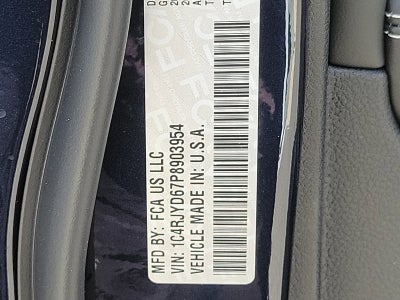 MFD BY: FCA US LLC
VIN: 1C4RJYD67P8903954
VEHICLE MADE IN: U.S.A.